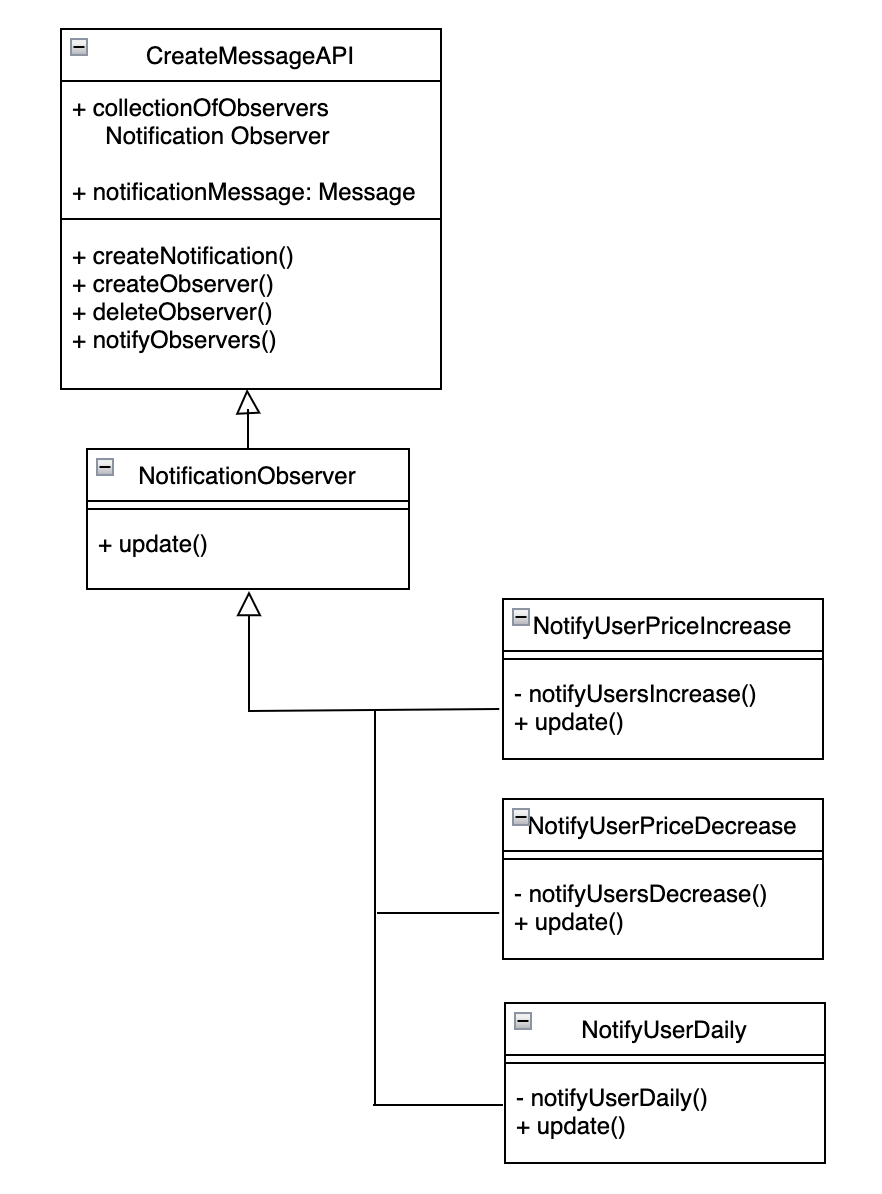 CreateMessageAPI
+ collectionOfObservers
Notification Observer
+ notificationMessage: Message
+ createNotification()
+ createObserver()
+ deleteObserver()
+ notifyObservers()
NotificationObserver
+ update()
NotifyUserPriceIncrease
- notifyUsersIncrease()
+ update()
NotifyUserPriceDecrease
- notifyUsersDecrease()
+ update()
NotifyUserDaily
- notifyUserDaily()
+ update()